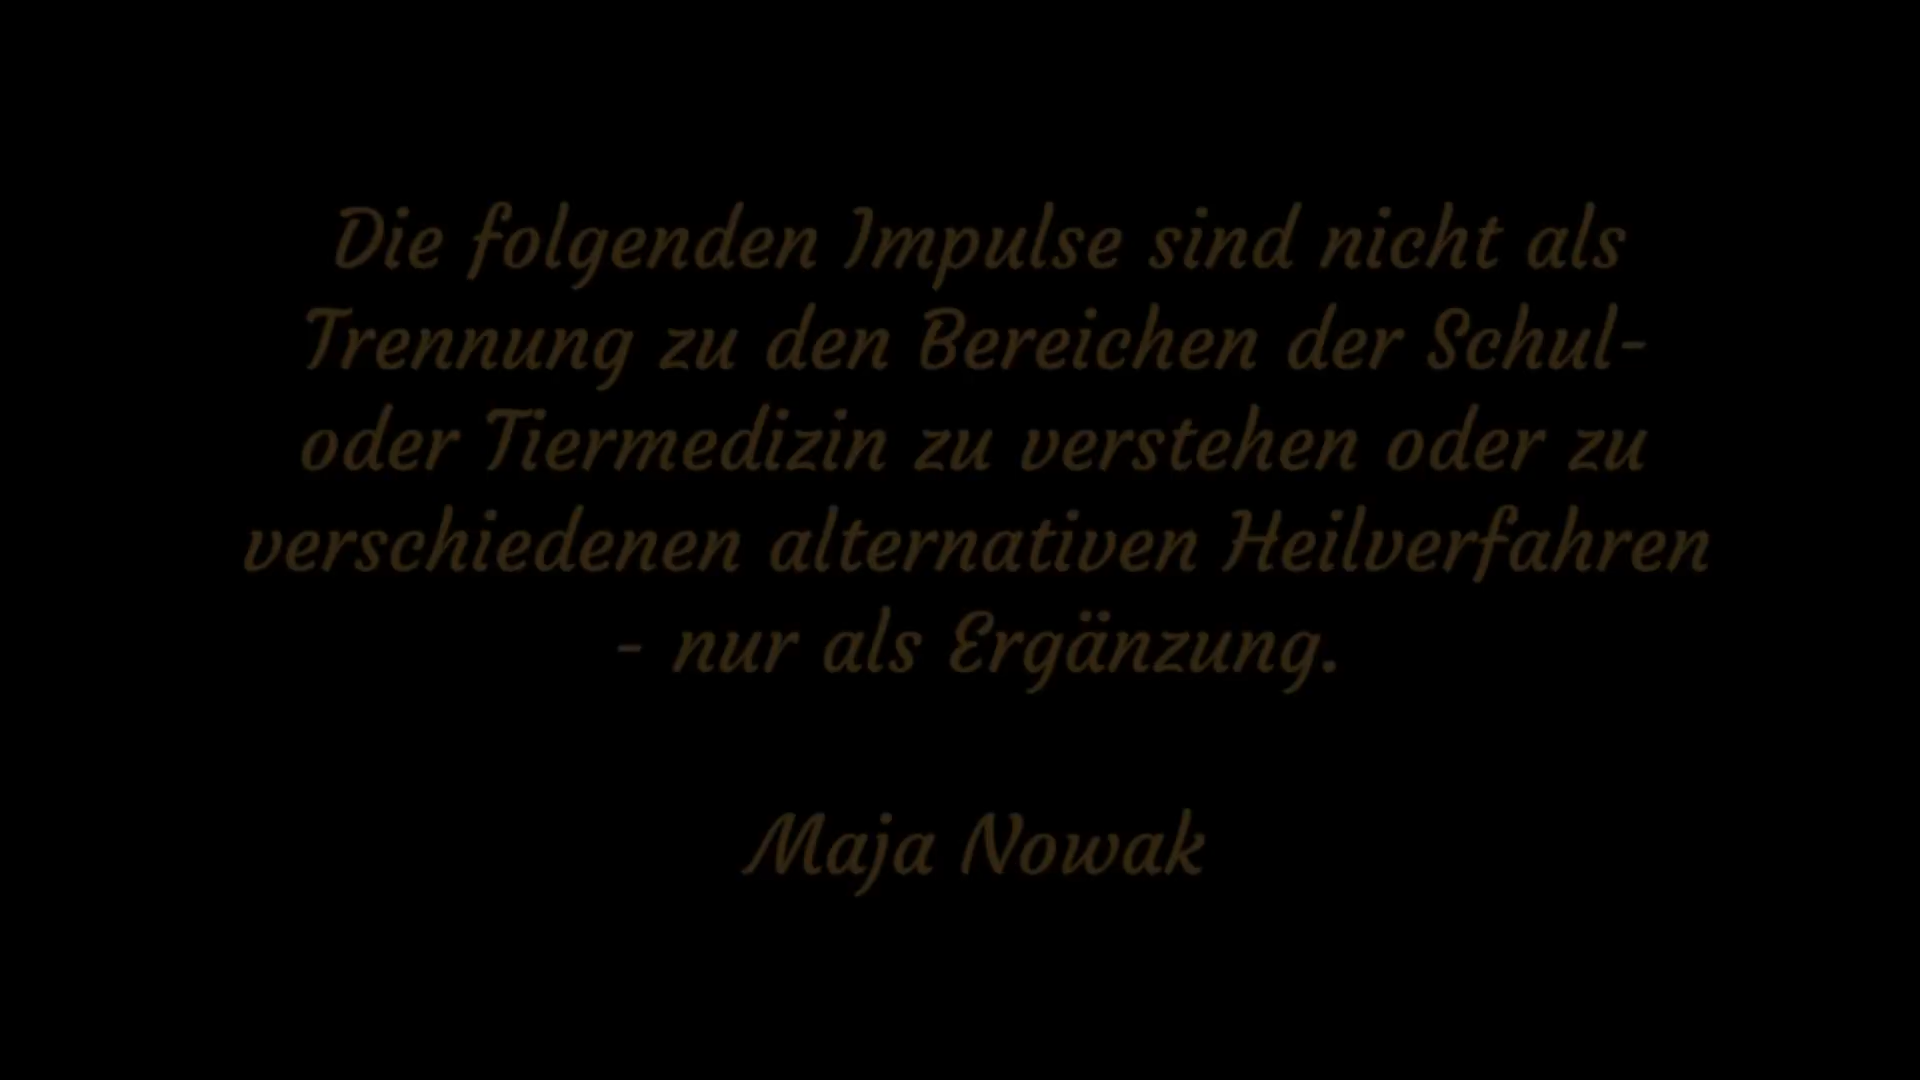 Die folgenden Impulse sind nicht als
Trennung zu den Bereichen der Schul-
oder Tiermedizin zu verstehen oder zu
verschiedenen alternativen Heilverfahren
- nur als Ergänzung.
Maja Nowak